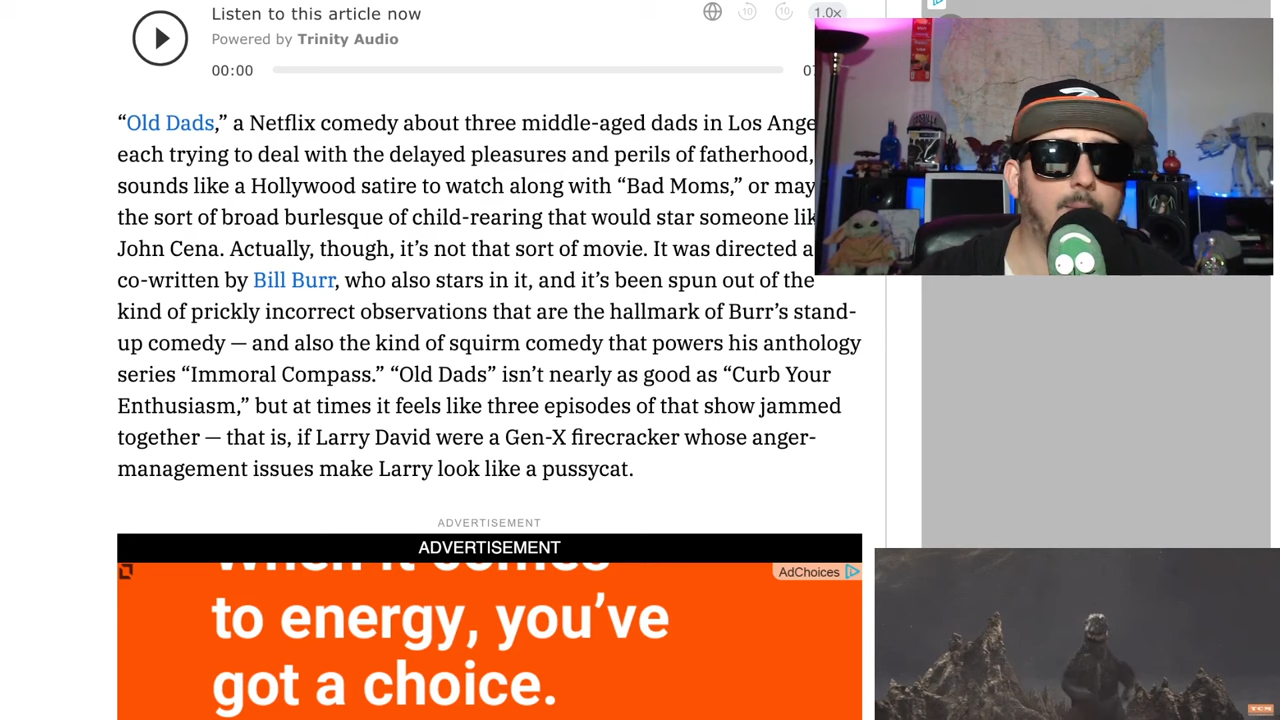 Listen to this article now
10
10
1.0×
Powered by Trinity Audio
00:00
“Old Dads,” a Netflix comedy about three middle-aged dads in Los
each trying to deal with the delayed pleasures and perils of fatherhood,
sounds like a Hollywood satire to watch along with “Bad Moms,” or
the sort of broad burlesque of child-rearing that would star someone
John Cena. Actually, though, it’s not that sort of movie. It was directed
co-written by Bill Burr, who also stars in it, and it’s been spun out of the
kind of prickly incorrect observations that are the hallmark of Burr’s stand-
up comedy — and also the kind of squirm comedy that powers his anthology
series “Immoral Compass.” “Old Dads” isn’t nearly as good as “Curb Your
Enthusiasm,” but at times it feels like three episodes of that show jammed
together — that is, if Larry David were a Gen-X firecracker whose anger-
management issues make Larry look like a pussycat.
ADVERTISEMENT
ADVERTISEMENT
AdChoices
When it comes
to energy, you’ve
got a choice.
TCM